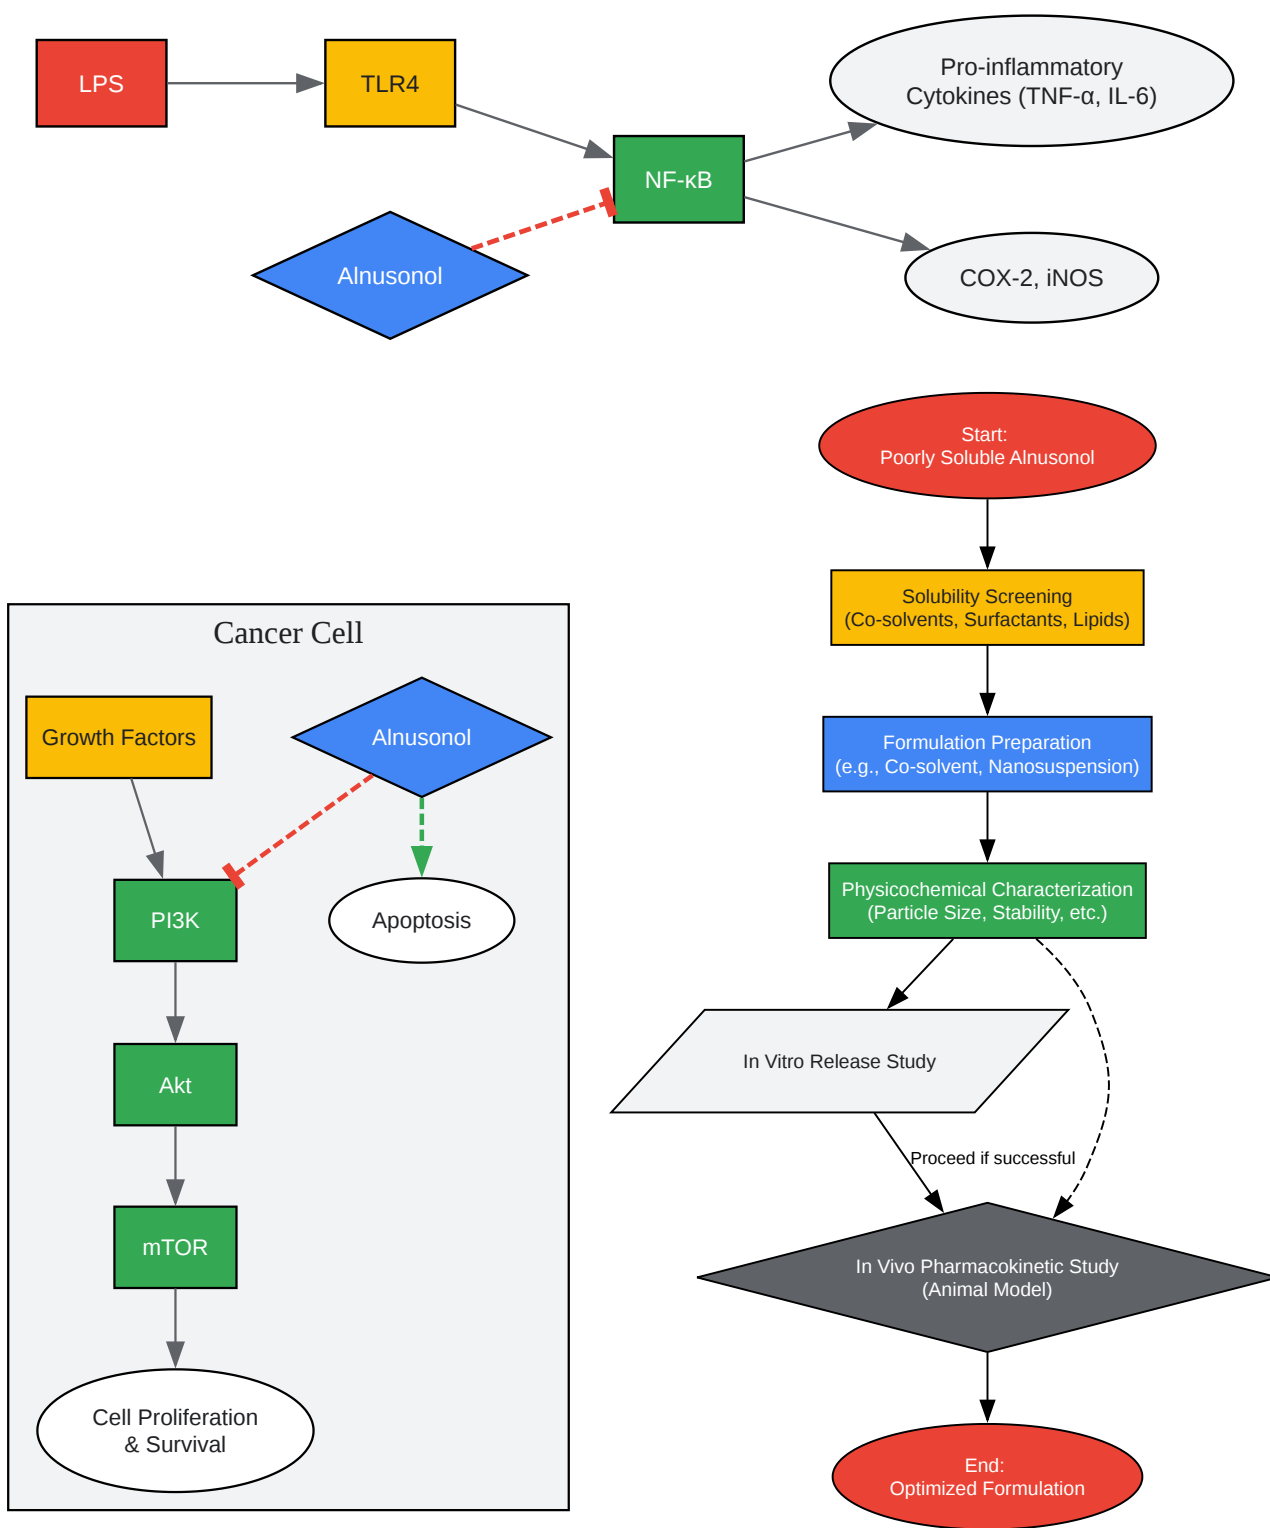 LPS
TLR4
Pro-inflammatory
Cytokines (TNF-α, IL-6)
NF-κB
Alnusonol
COX-2, iNOS
Cancer Cell
Growth Factors
Alnusonol
PI3K
Apoptosis
Akt
mTOR
Cell Proliferation
& Survival
Start:
Poorly Soluble Alnusonol
Solubility Screening
(Co-solvents, Surfactants, Lipids)
Formulation Preparation
(e.g., Co-solvent, Nanosuspension)
Physicochemical Characterization
(Particle Size, Stability, etc.)
In Vitro Release Study
Proceed if successful
In Vivo Pharmacokinetic Study
(Animal Model)
End:
Optimized Formulation